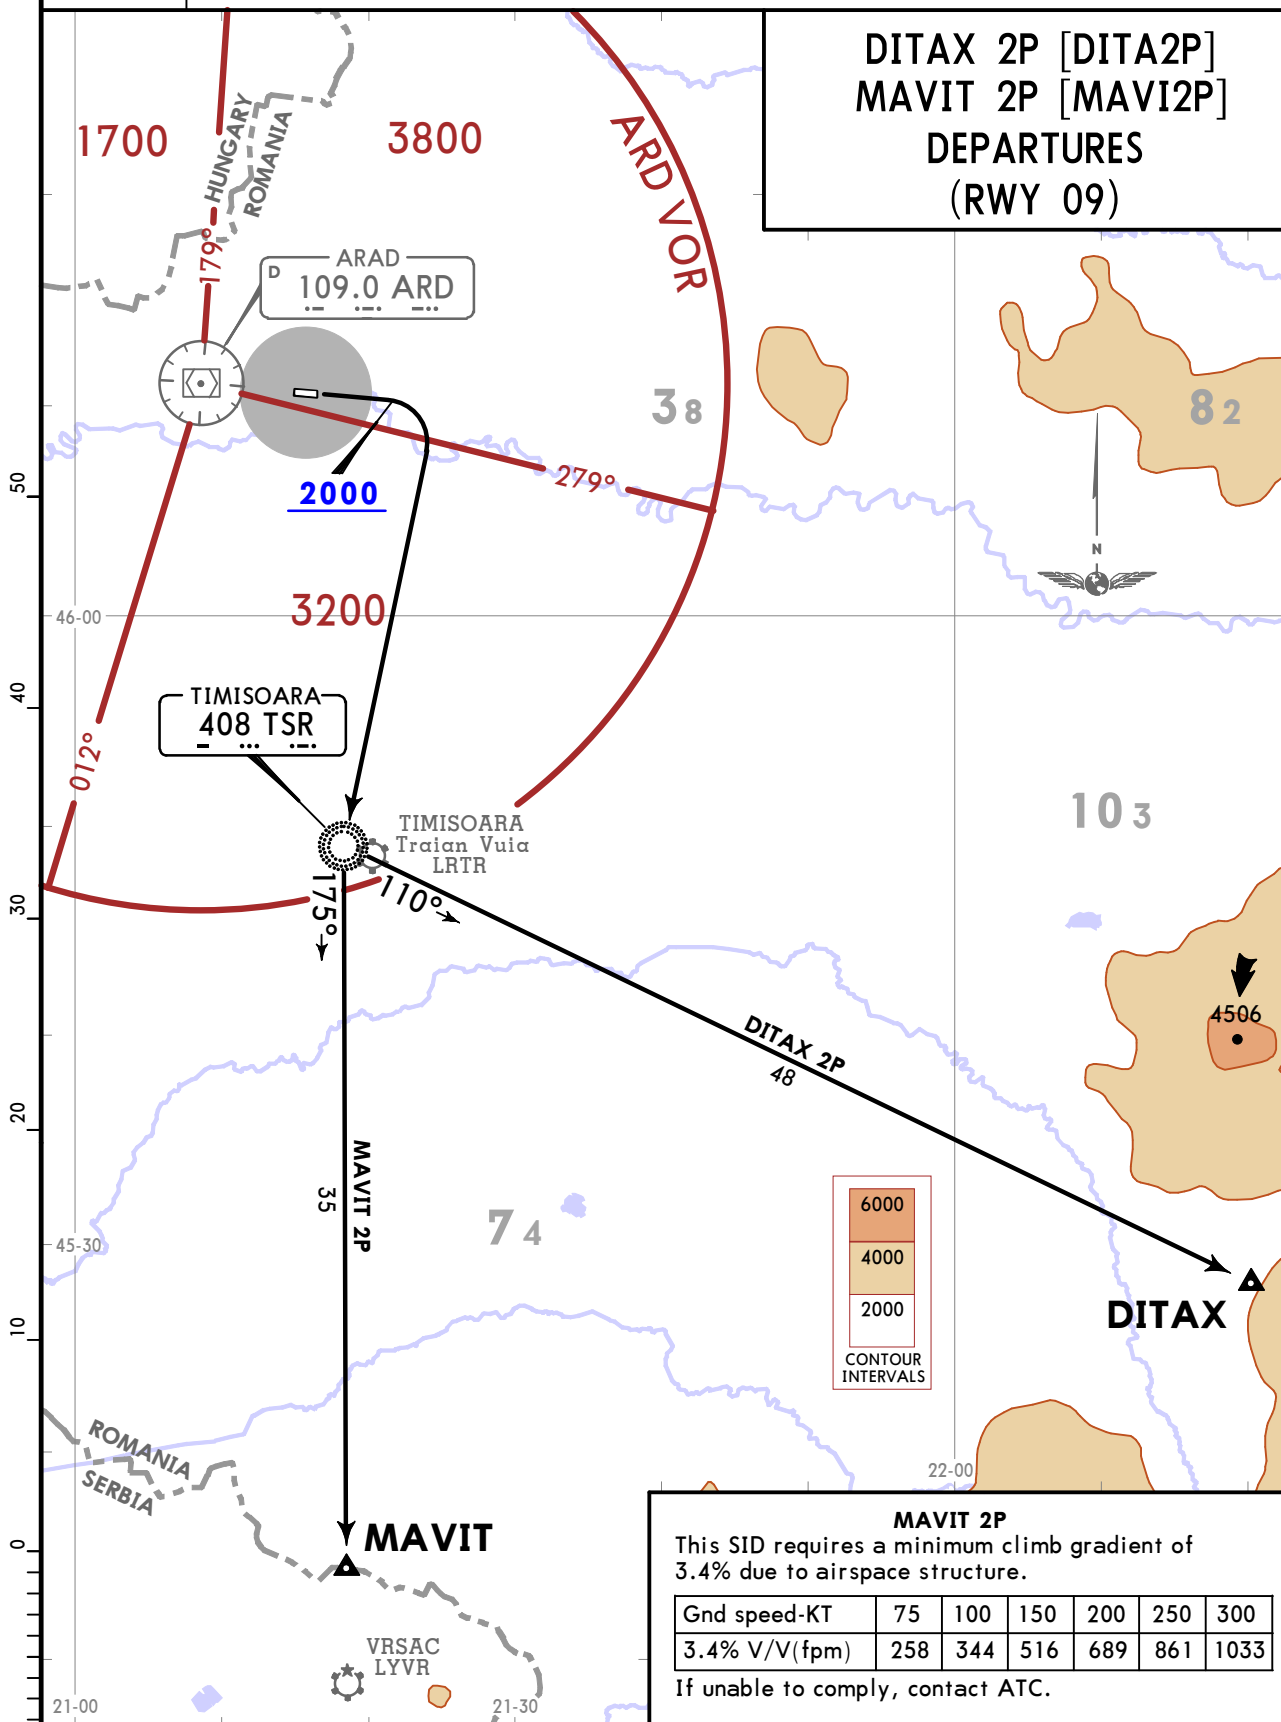 DITAX 2P [DITA2P]
MAVIT 2P [MAVI2P]
DEPARTURES
(RWY 09)
1700
3800
HUNGARY
ROMANIA
ARD VOR
179°
ARAD
D 109.0 ARD
38
82
279°
2000
50
N
46-00
3200
40
TIMISOARA
408 TSR
012°
TIMISOARA
Traian Vuia
LRTR
103
30
175°
110°
4506
DITAX 2P
48
20
MAVIT 2P
35
74
6000
4000
2000
CONTOUR
INTERVALS
45-30
DITAX
10
ROMANIA
SERBIA
22-00
0
MAVIT
MAVIT 2P
This SID requires a minimum climb gradient of
3.4% due to airspace structure.
Gnd speed-KT 75 100 150 200 250 300
3.4% V/V(fpm) 258 344 516 689 861 1033
If unable to comply, contact ATC.
VRSAC
LYVR
21-00
21-30